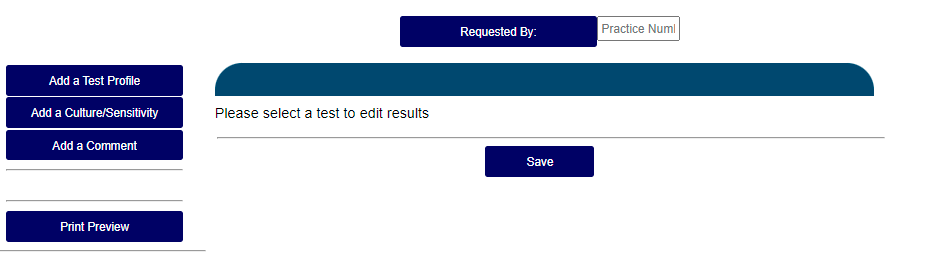 Requested By:
Practice Numl
Add a Test Profile
Add a Culture/Sensitivity
Add a Comment
Please select a test to edit results
Save
Print Preview